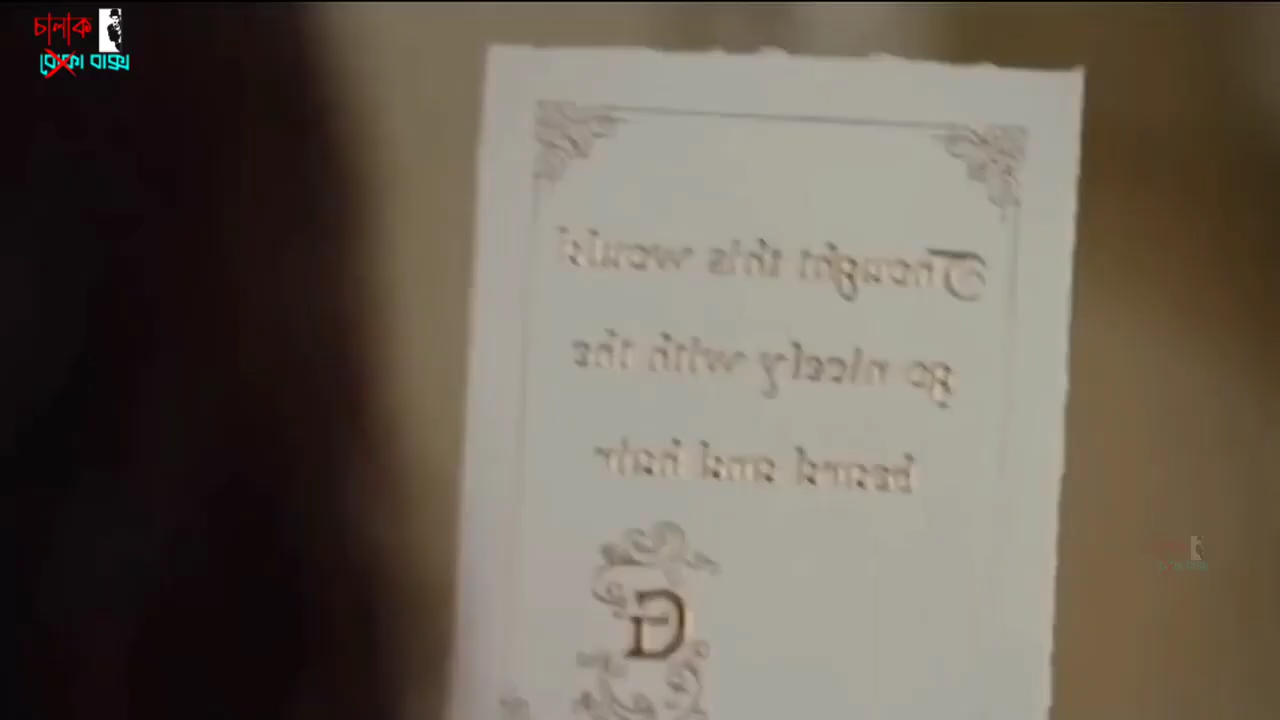 চালাক
বোকা বাক্স
Thought this would
go nicely with the
beard and hair
D